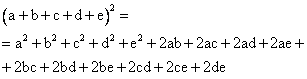 (a+b+c+d+e)² =
= a² + b² + c² + d² + e² + 2ab + 2ac + 2ad + 2ae +
+ 2bc + 2bd + 2be + 2cd + 2ce + 2de